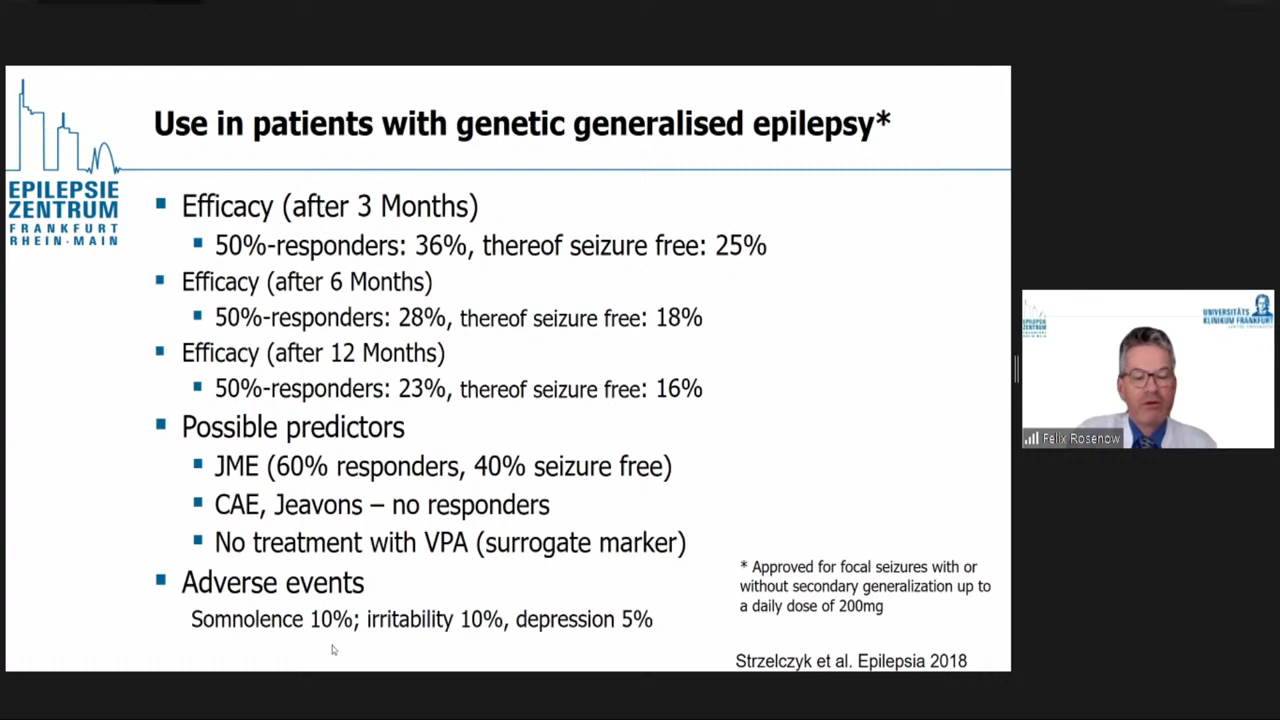 Use in patients with genetic generalised epilepsy*
EPILEPSIE
ZENTRUM
FRANKFURT
RHEIN-MAIN
Efficacy (after 3 Months)
50%-responders: 36%, thereof seizure free: 25%
Efficacy (after 6 Months)
50%-responders: 28%, thereof seizure free: 18%
Efficacy (after 12 Months)
50%-responders: 23%, thereof seizure free: 16%
Possible predictors
JME (60% responders, 40% seizure free)
CAE, Jeavons – no responders
No treatment with VPA (surrogate marker)
Adverse events
Somnolence 10%; irritability 10%, depression 5%
* Approved for focal seizures with or
without secondary generalization up to
a daily dose of 200mg
Strzelczyk et al. Epilepsia 2018
EPILEPSIE
ZENTRUM
UNIVERSITÄTS
KLINIKUM FRANKFURT
Felix Rosenow